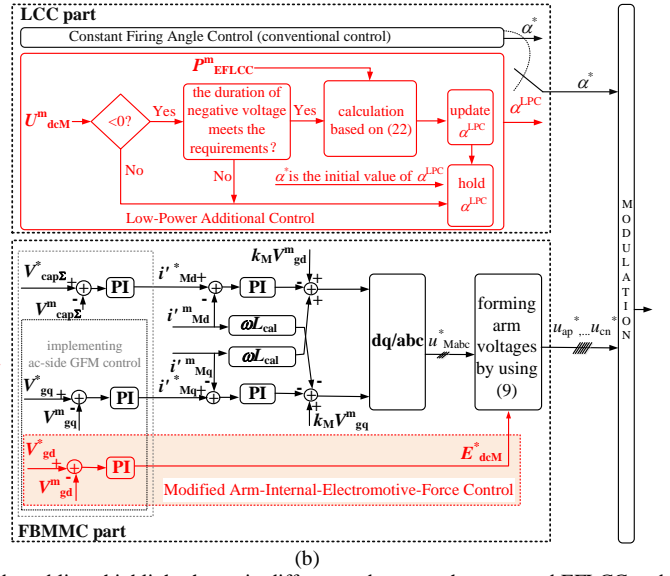 LCC part
Constant Firing Angle Control (conventional control)
α*
P^m_EFLCC
U^m_dcM
<0?
Yes
the duration of
negative voltage
meets the
requirements?
Yes
calculation
based on (22)
update
α^LPC
α^LPC
α*
No
No
α* is the initial value of α^LPC
hold
α^LPC
Low-Power Additional Control
MODULATION
V*_capΣ
+
-
V^m_capΣ
PI
i'*_Md
+
-
PI
k_M V^m_gd
-
+
+
i'^m_Md
ωL_cal
implementing
ac-side GFM control
i'^m_Mq
ωL_cal
V*_gq
+
-
V^m_gq
PI
i'*_Mq
-
+
PI
-
-
+
k_M V^m_gq
dq/abc
u*_Mabc
forming
arm
voltages
by using
(9)
u_ap*,...u_cn*
V*_gd
+
-
V^m_gd
PI
E*_dcM
Modified Arm-Internal-Electromotive-Force Control
FBMMC part
(b)